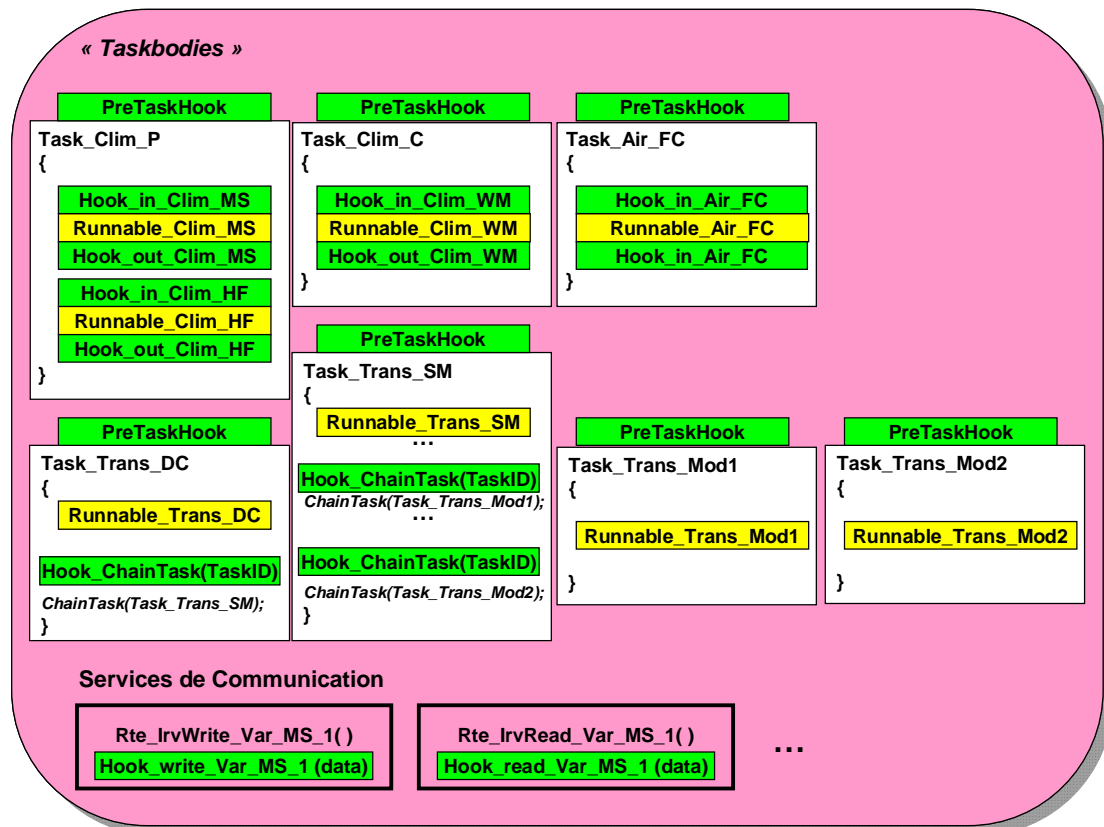 « Taskbodies »
PreTaskHook
Task_Clim_P
{
Hook_in_Clim_MS
Runnable_Clim_MS
Hook_out_Clim_MS
Hook_in_Clim_HF
Runnable_Clim_HF
Hook_out_Clim_HF
}
PreTaskHook
Task_Clim_C
{
Hook_in_Clim_WM
Runnable_Clim_WM
Hook_out_Clim_WM
}
PreTaskHook
Task_Air_FC
{
Hook_in_Air_FC
Runnable_Air_FC
Hook_in_Air_FC
}
PreTaskHook
Task_Trans_DC
{
Runnable_Trans_DC
Hook_ChainTask(TaskID)
ChainTask(Task_Trans_SM);
}
PreTaskHook
Task_Trans_SM
{
Runnable_Trans_SM
...
Hook_ChainTask(TaskID)
ChainTask(Task_Trans_Mod1);
...
Hook_ChainTask(TaskID)
ChainTask(Task_Trans_Mod2);
}
PreTaskHook
Task_Trans_Mod1
{
Runnable_Trans_Mod1
}
PreTaskHook
Task_Trans_Mod2
{
Runnable_Trans_Mod2
}
Services de Communication
Rte_IrvWrite_Var_MS_1( )
Hook_write_Var_MS_1 (data)
Rte_IrvRead_Var_MS_1( )
Hook_read_Var_MS_1 (data)
...